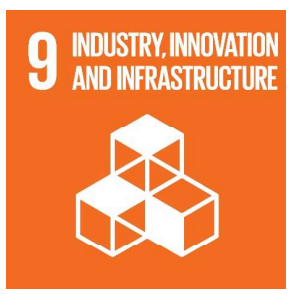 9 INDUSTRY, INNOVATION
AND INFRASTRUCTURE